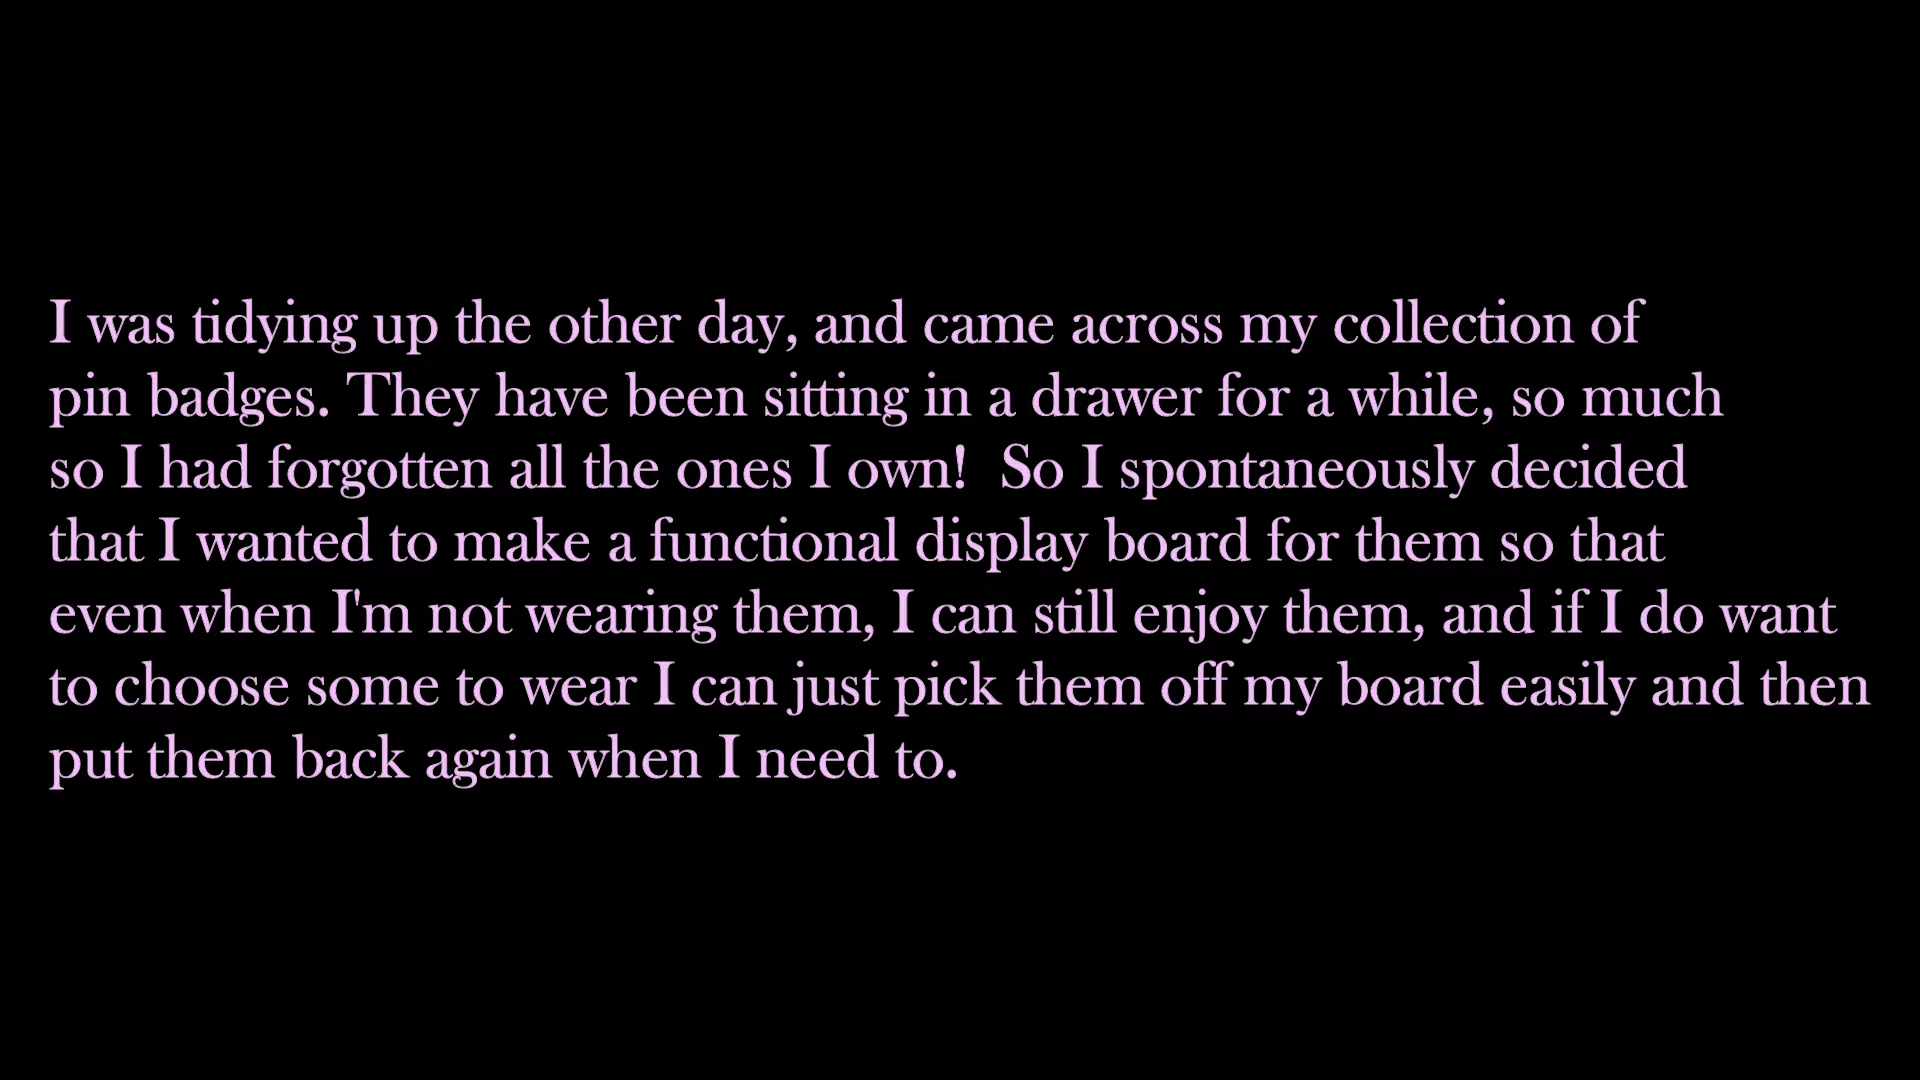 I was tidying up the other day, and came across my collection of
pin badges. They have been sitting in a drawer for a while, so much
so I had forgotten all the ones I own!  So I spontaneously decided
that I wanted to make a functional display board for them so that
even when I'm not wearing them, I can still enjoy them, and if I do want
to choose some to wear I can just pick them off my board easily and then
put them back again when I need to.